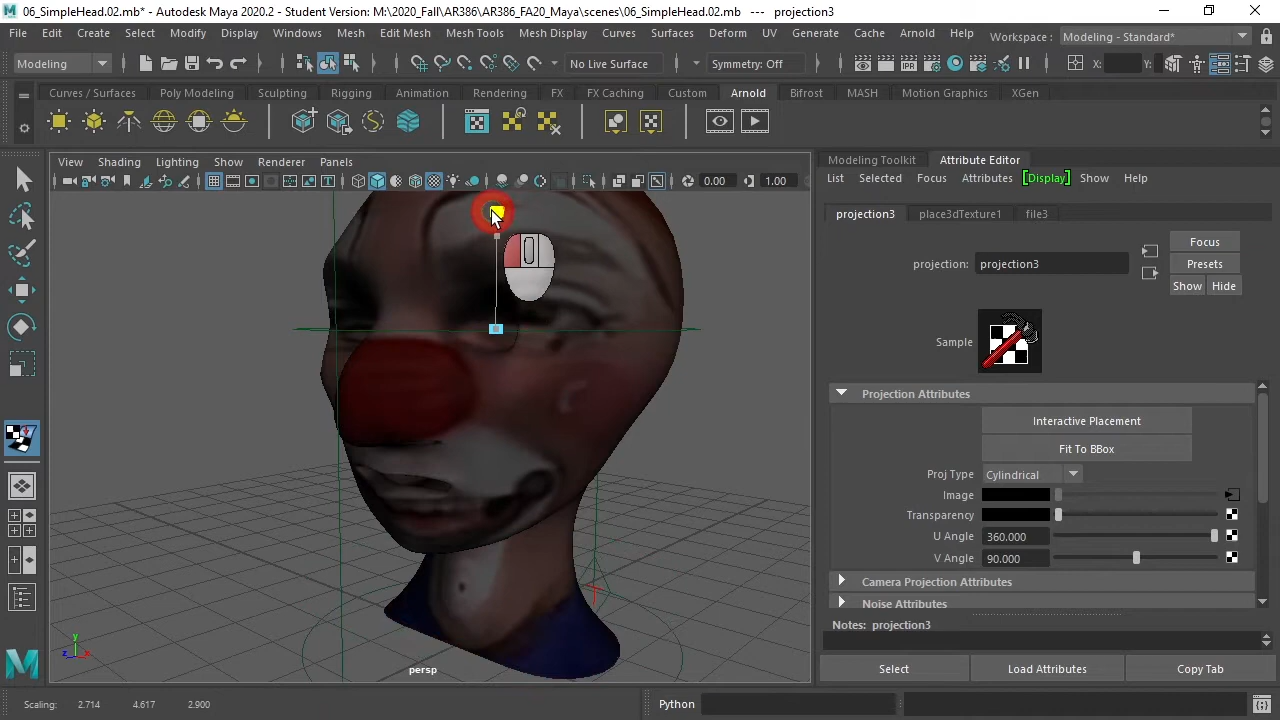 06_SimpleHead.02.mb* - Autodesk Maya 2020.2 - Student Version: M:\2020_Fall\AR386\AR386_FA20_Maya\scenes\06_SimpleHead.02.mb --- projection3
File Edit Create Select Modify Display Windows Mesh Edit Mesh Mesh Tools Mesh Display Curves Surfaces Deform UV Generate Cache Arnold Help Workspace : Modeling - Standard*
Modeling No Live Surface Symmetry: Off X: Y:
Curves / Surfaces Poly Modeling Sculpting Rigging Animation Rendering FX FX Caching Custom Arnold Bifrost MASH Motion Graphics XGen
IPR
View Shading Lighting Show Renderer Panels
0.00 1.00
Modeling Toolkit Attribute Editor
List Selected Focus Attributes [Display] Show Help
projection3 place3dTexture1 file3
projection: projection3
Focus
Presets
Show Hide
Sample
Projection Attributes
Interactive Placement
Fit To BBox
Proj Type Cylindrical
Image
Transparency
U Angle 360.000
V Angle 90.000
Camera Projection Attributes
Noise Attributes
Notes: projection3
Select Load Attributes Copy Tab
y
z x
persp
Scaling: 2.714 4.617 2.900
Python